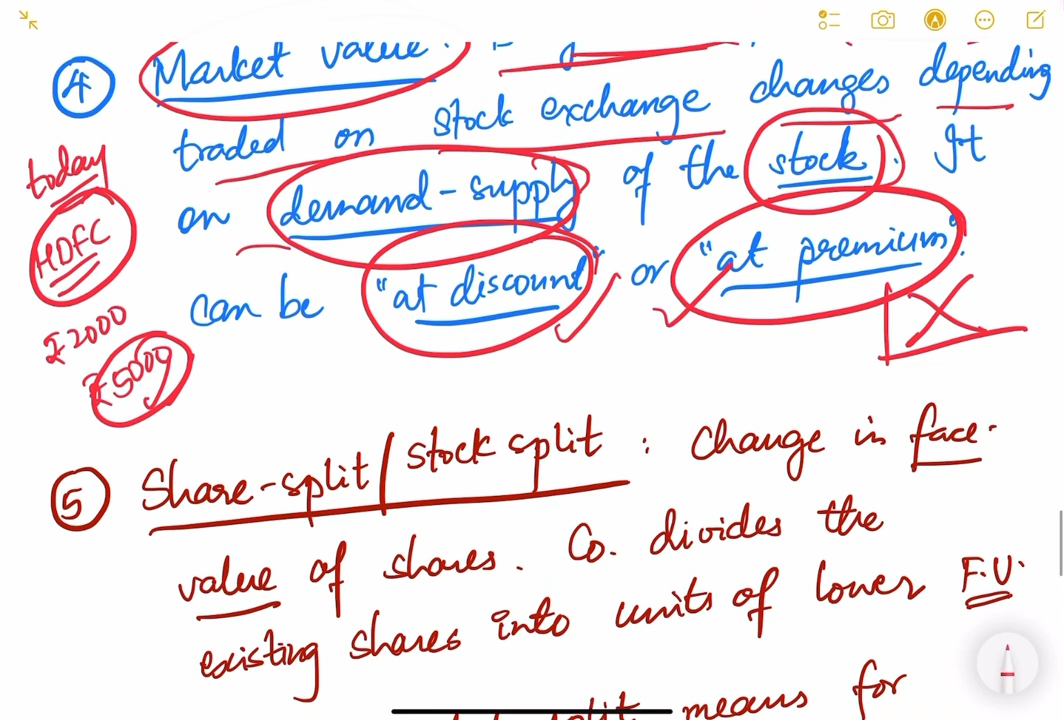 ④ Market value :
traded on stock exchange changes depending
on demand-supply of the stock. It
can be "at discount" or "at premium".
today
HDFC
₹2000
₹5000
⑤ Share-split/stock split : Change in face-
value of shares. Co. divides the
existing shares into units of lower F.V.
split means for